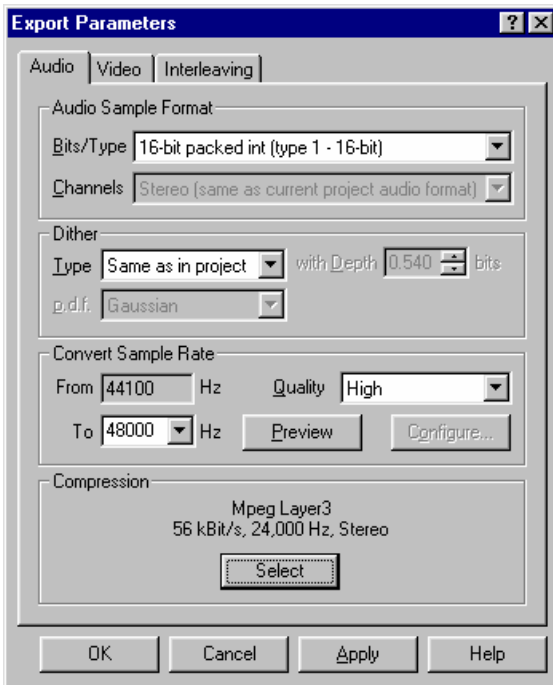 Export Parameters ? X
Audio Video Interleaving
Audio Sample Format
Bits/Type 16-bit packed int (type 1 - 16-bit)
Channels Stereo (same as current project audio format)
Dither
Type Same as in project with Depth 0.540 bits
p.d.f. Gaussian
Convert Sample Rate
From 44100 Hz Quality High
To 48000 Hz Preview Configure...
Compression
Mpeg Layer3
56 kBit/s, 24,000 Hz, Stereo
Select
OK Cancel Apply Help